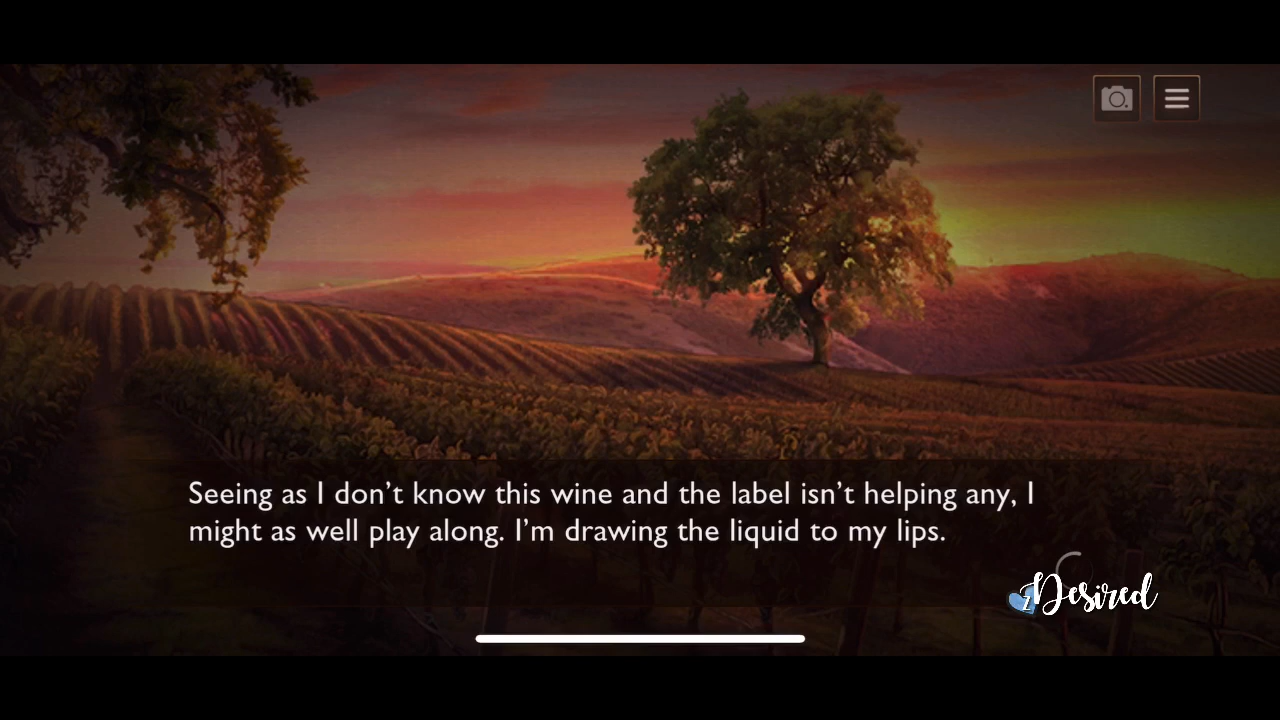 Seeing as I don't know this wine and the label isn't helping any, I
might as well play along. I'm drawing the liquid to my lips.
zDesired